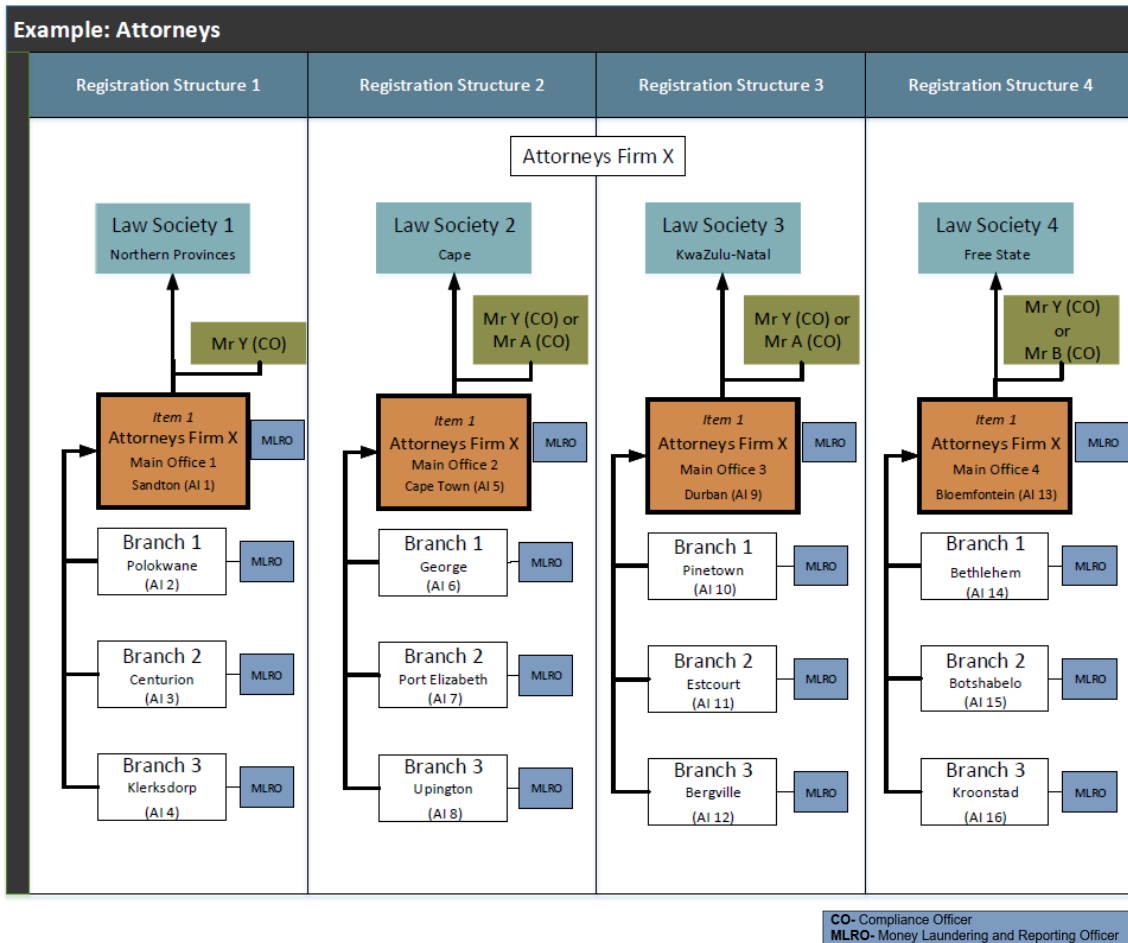 Example: Attorneys
Registration Structure 1
Registration Structure 2
Registration Structure 3
Registration Structure 4
Attorneys Firm X
Law Society 1
Northern Provinces
Law Society 2
Cape
Law Society 3
KwaZulu-Natal
Law Society 4
Free State
Mr Y (CO)
Mr Y (CO) or
Mr A (CO)
Mr Y (CO) or
Mr A (CO)
Mr Y (CO)
or
Mr B (CO)
Item 1
Attorneys Firm X
Main Office 1
Sandton (AI 1)
MLRO
Item 1
Attorneys Firm X
Main Office 2
Cape Town (AI 5)
MLRO
Item 1
Attorneys Firm X
Main Office 3
Durban (AI 9)
MLRO
Item 1
Attorneys Firm X
Main Office 4
Bloemfontein (AI 13)
MLRO
Branch 1
Polokwane
(AI 2)
MLRO
Branch 1
George
(AI 6)
MLRO
Branch 1
Pinetown
(AI 10)
MLRO
Branch 1
Bethlehem
(AI 14)
MLRO
Branch 2
Centurion
(AI 3)
MLRO
Branch 2
Port Elizabeth
(AI 7)
MLRO
Branch 2
Estcourt
(AI 11)
MLRO
Branch 2
Botshabelo
(AI 15)
MLRO
Branch 3
Klerksdorp
(AI 4)
MLRO
Branch 3
Upington
(AI 8)
MLRO
Branch 3
Bergville
(AI 12)
MLRO
Branch 3
Kroonstad
(AI 16)
MLRO
CO- Compliance Officer
MLRO- Money Laundering and Reporting Officer